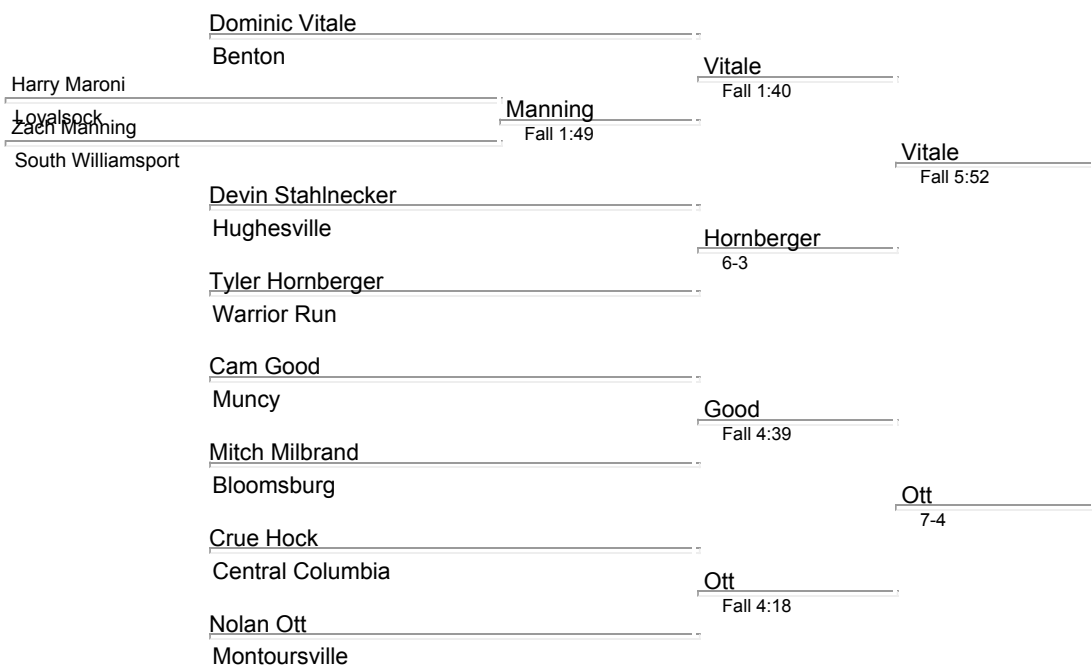 Dominic Vitale
Benton
Vitale
Fall 1:40
Harry Maroni
Loyalsock
Manning
Fall 1:49
Zach Manning
South Williamsport
Vitale
Fall 5:52
Devin Stahlnecker
Hughesville
Hornberger
6-3
Tyler Hornberger
Warrior Run
Cam Good
Muncy
Good
Fall 4:39
Mitch Milbrand
Bloomsburg
Ott
7-4
Crue Hock
Central Columbia
Ott
Fall 4:18
Nolan Ott
Montoursville